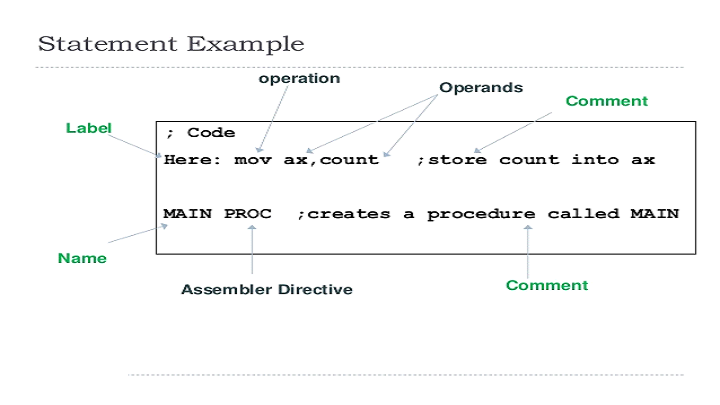 Statement Example
operation
Operands
Comment
Label
; Code
Here: mov ax,count ;store count into ax
MAIN PROC ;creates a procedure called MAIN
Name
Assembler Directive
Comment